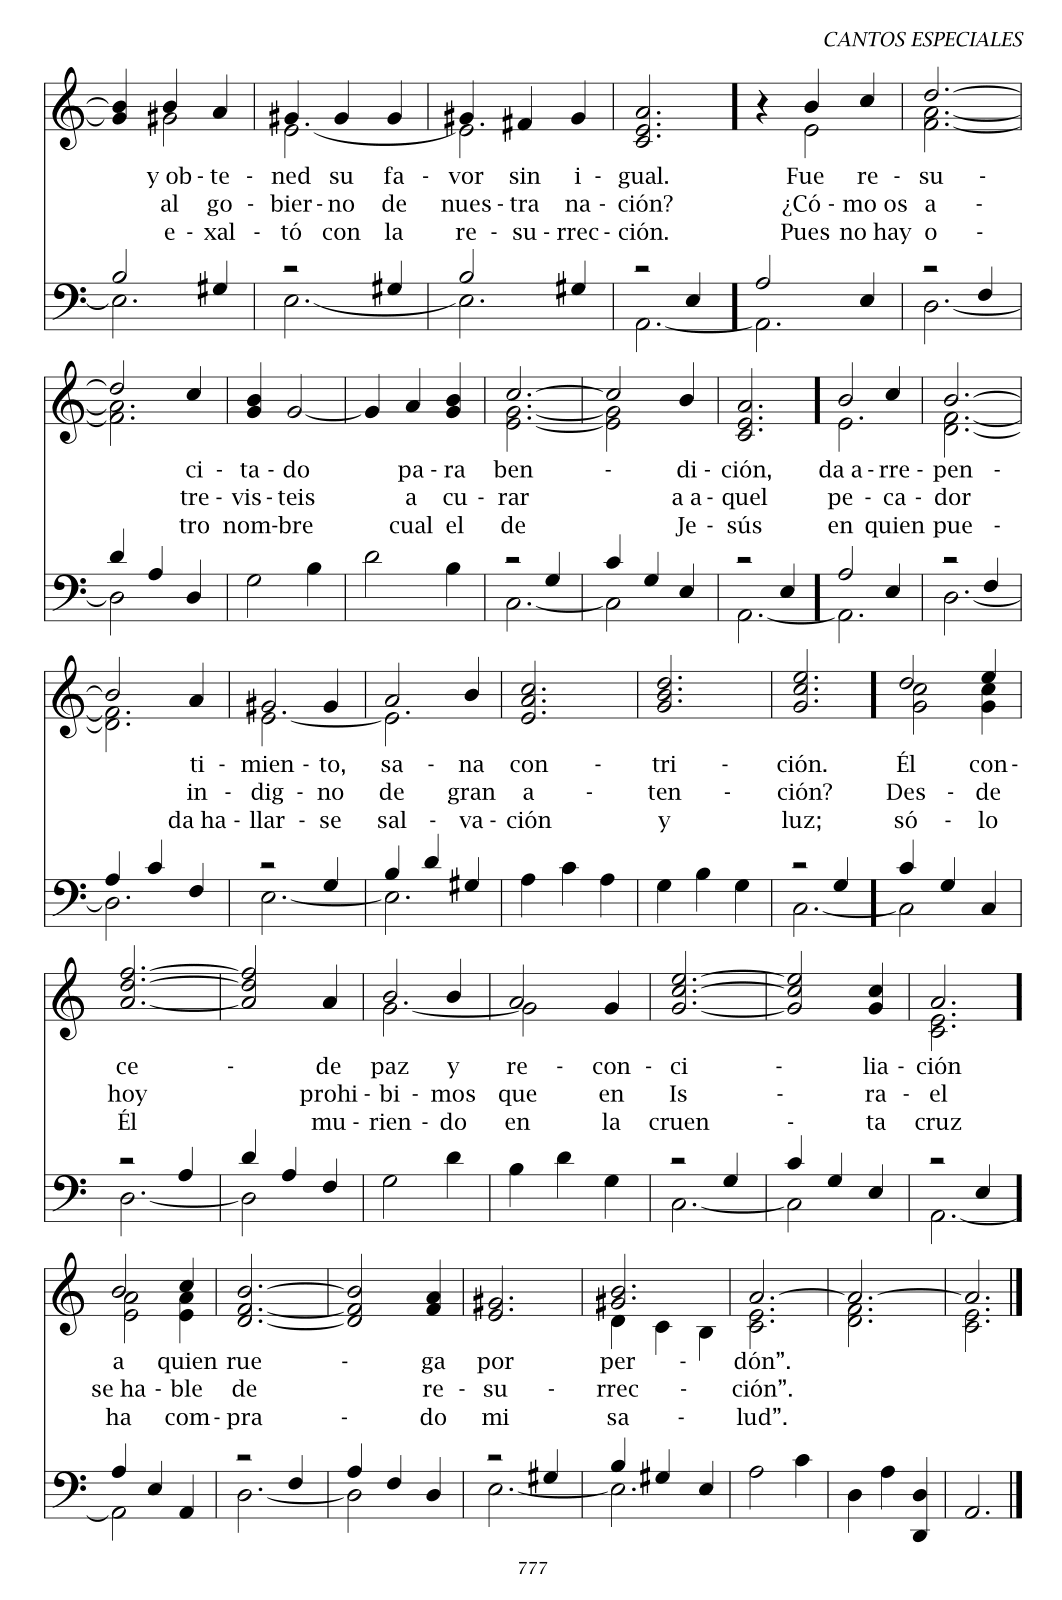 CANTOS ESPECIALES
y ob - te - ned su fa - vor sin i - gual. Fue re - su -
al go - bier - no de nues - tra na - ción? ¿Có - mo os a -
e - xal - tó con la re - su - rrec - ción. Pues no hay o -
ci - ta - do pa - ra ben - di - ción, da a - rre - pen -
tre - vis - teis a cu - rar a a - quel pe - ca - dor
tro nom - bre cual el de Je - sús en quien pue -
ti - mien - to, sa - na con - tri - ción. Él con -
in - dig - no de gran a - ten - ción? Des - de
da ha - llar - se sal - va - ción y luz; só - lo
ce - de paz y re - con - ci - lia - ción
hoy prohi - bi - mos que en Is - ra - el
Él mu - rien - do en la cruen - ta cruz
a quien rue - ga por per - dón”.
se ha - ble de re - su - rrec - ción”.
ha com - pra - do mi sa - lud”.
777